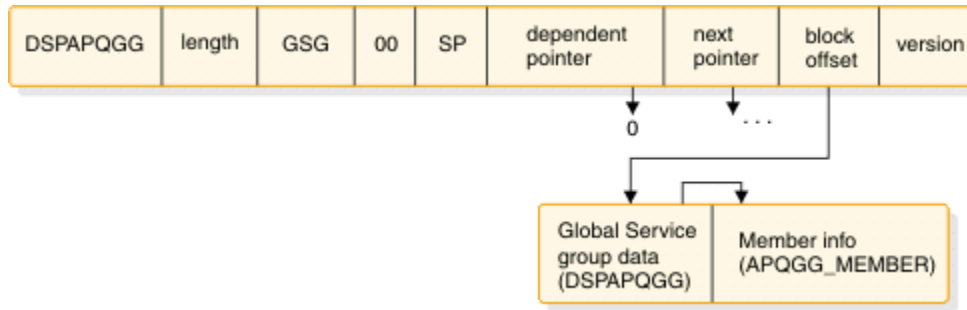 DSPAPQGG
length
GSG
00
SP
dependent
pointer
next
pointer
block
offset
version
0
...
Global Service
group data
(DSPAPQGG)
Member info
(APQGG_MEMBER)